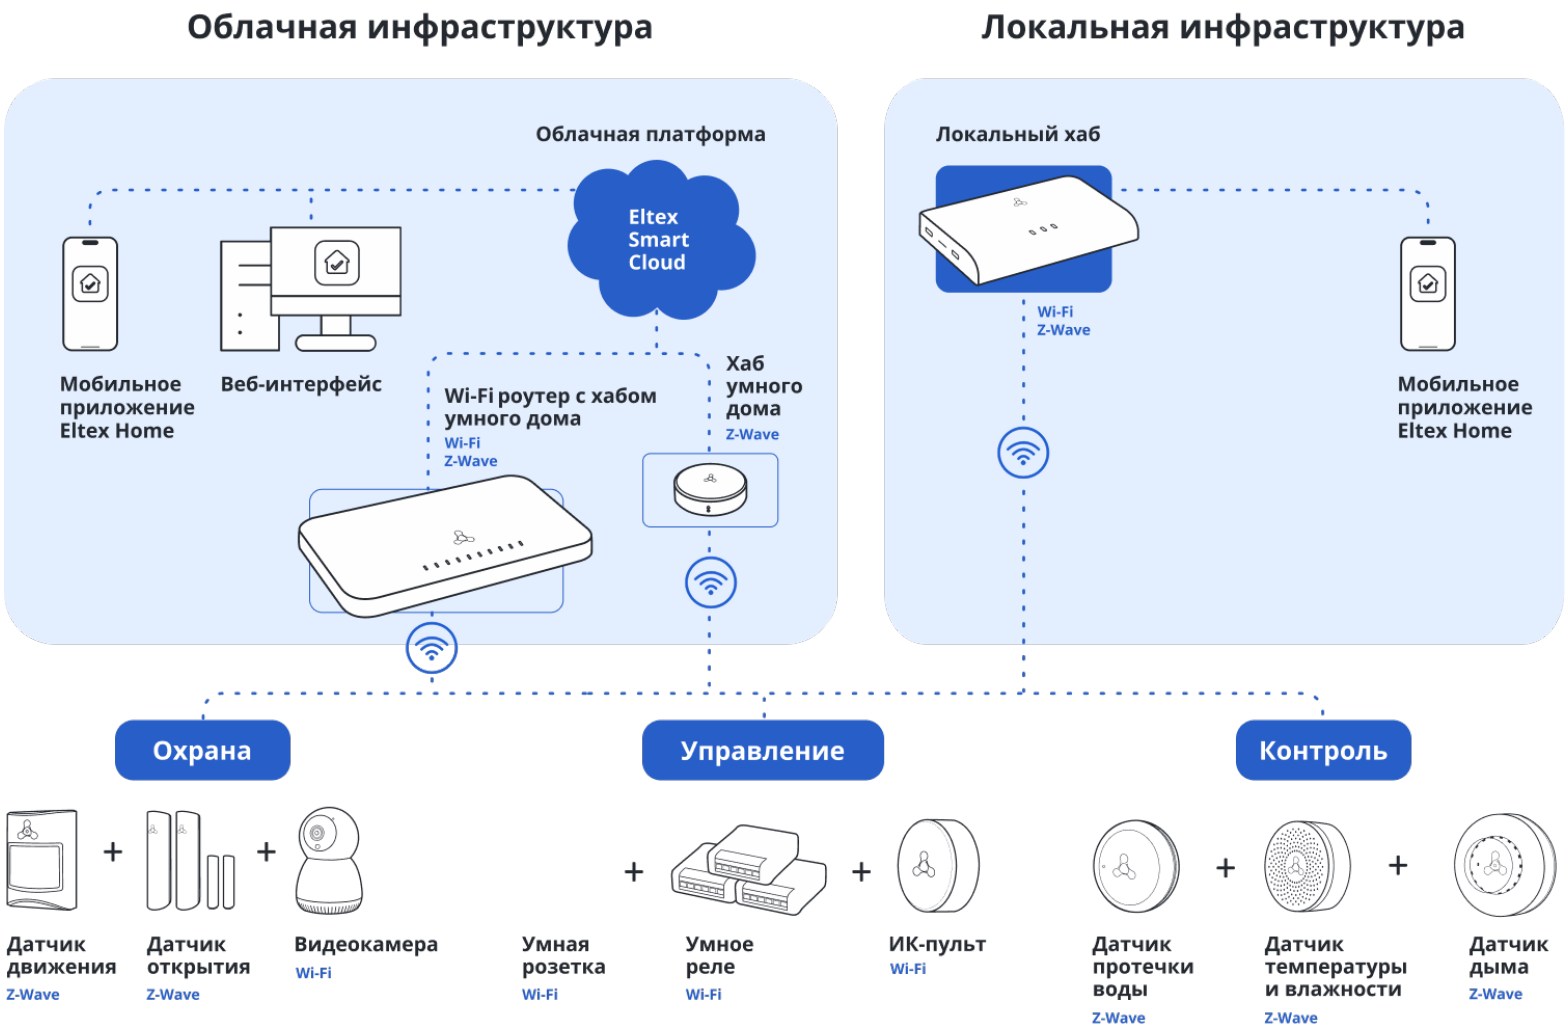 Облачная инфраструктура
Локальная инфраструктура
Облачная платформа
Eltex
Smart
Cloud
Мобильное
приложение
Eltex Home
Веб-интерфейс
Wi-Fi роутер с хабом
умного дома
Wi-Fi
Z-Wave
Хаб
умного
дома
Z-Wave
Локальный хаб
Wi-Fi
Z-Wave
Мобильное
приложение
Eltex Home
Охрана
Управление
Контроль
+
+
+
+
+
+
Датчик
движения
Z-Wave
Датчик
открытия
Z-Wave
Видеокамера
Wi-Fi
Умная
розетка
Wi-Fi
Умное
реле
Wi-Fi
ИК-пульт
Wi-Fi
Датчик
протечки
воды
Z-Wave
Датчик
температуры
и влажности
Z-Wave
Датчик
дыма
Z-Wave